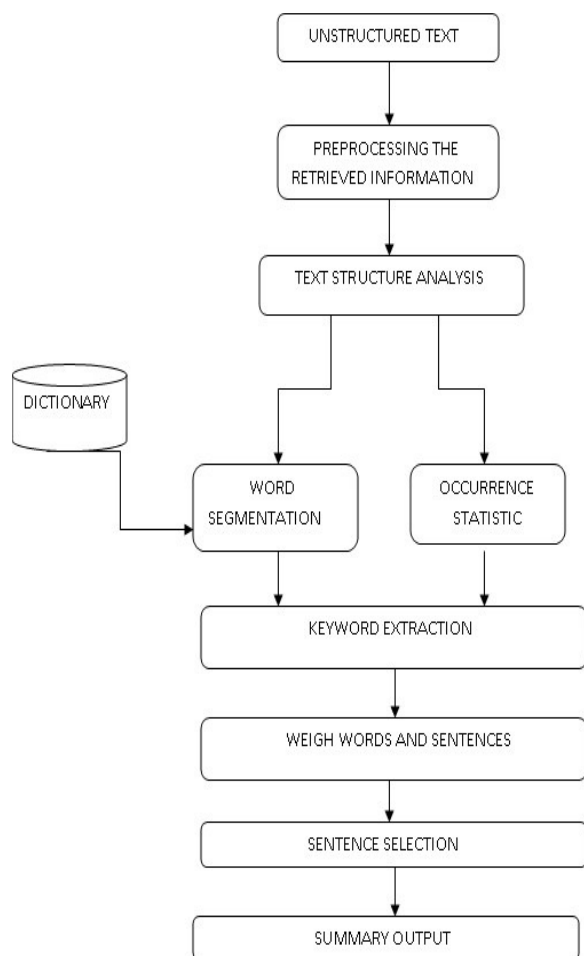 UNSTRUCTURED TEXT
PREPROCESSING THE
RETRIEVED INFORMATION
TEXT STRUCTURE ANALYSIS
DICTIONARY
WORD
SEGMENTATION
OCCURRENCE
STATISTIC
KEYWORD EXTRACTION
WEIGH WORDS AND SENTENCES
SENTENCE SELECTION
SUMMARY OUTPUT